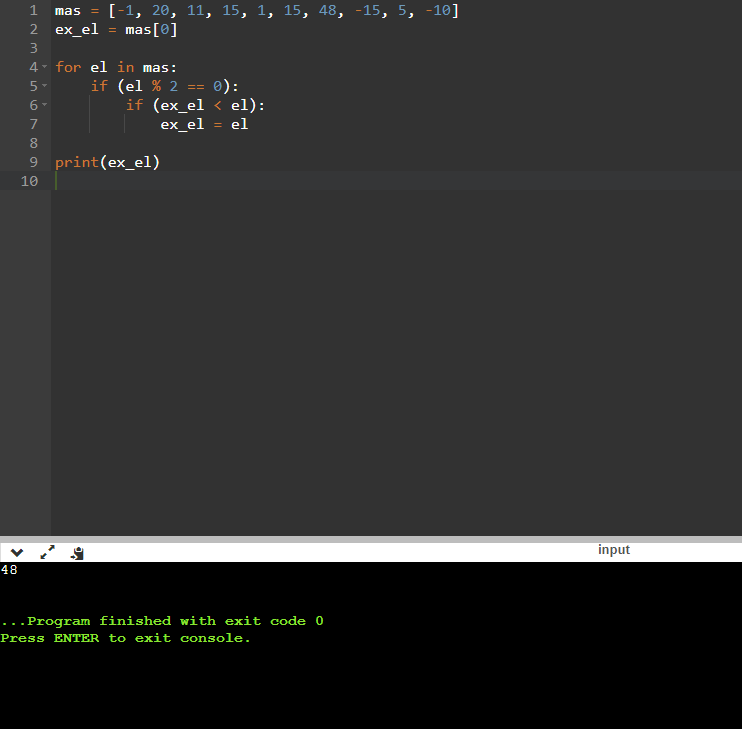 1 mas = [-1, 20, 11, 15, 1, 15, 48, -15, 5, -10]
2 ex_el = mas[0]
3
4 for el in mas:
5     if (el % 2 == 0):
6         if (ex_el < el):
7             ex_el = el
8
9 print(ex_el)
10
input
48
...Program finished with exit code 0
Press ENTER to exit console.